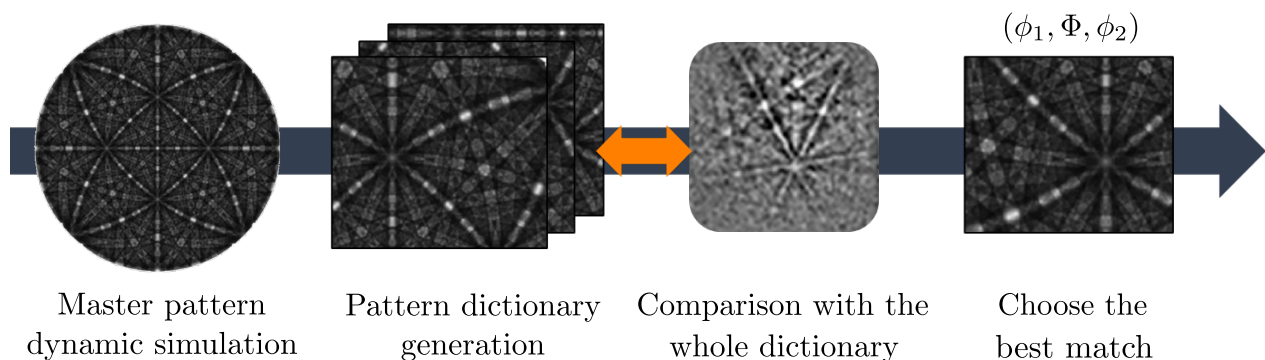 (ϕ₁, Φ, ϕ₂)
Master pattern
dynamic simulation
Pattern dictionary
generation
Comparison with the
whole dictionary
Choose the
best match